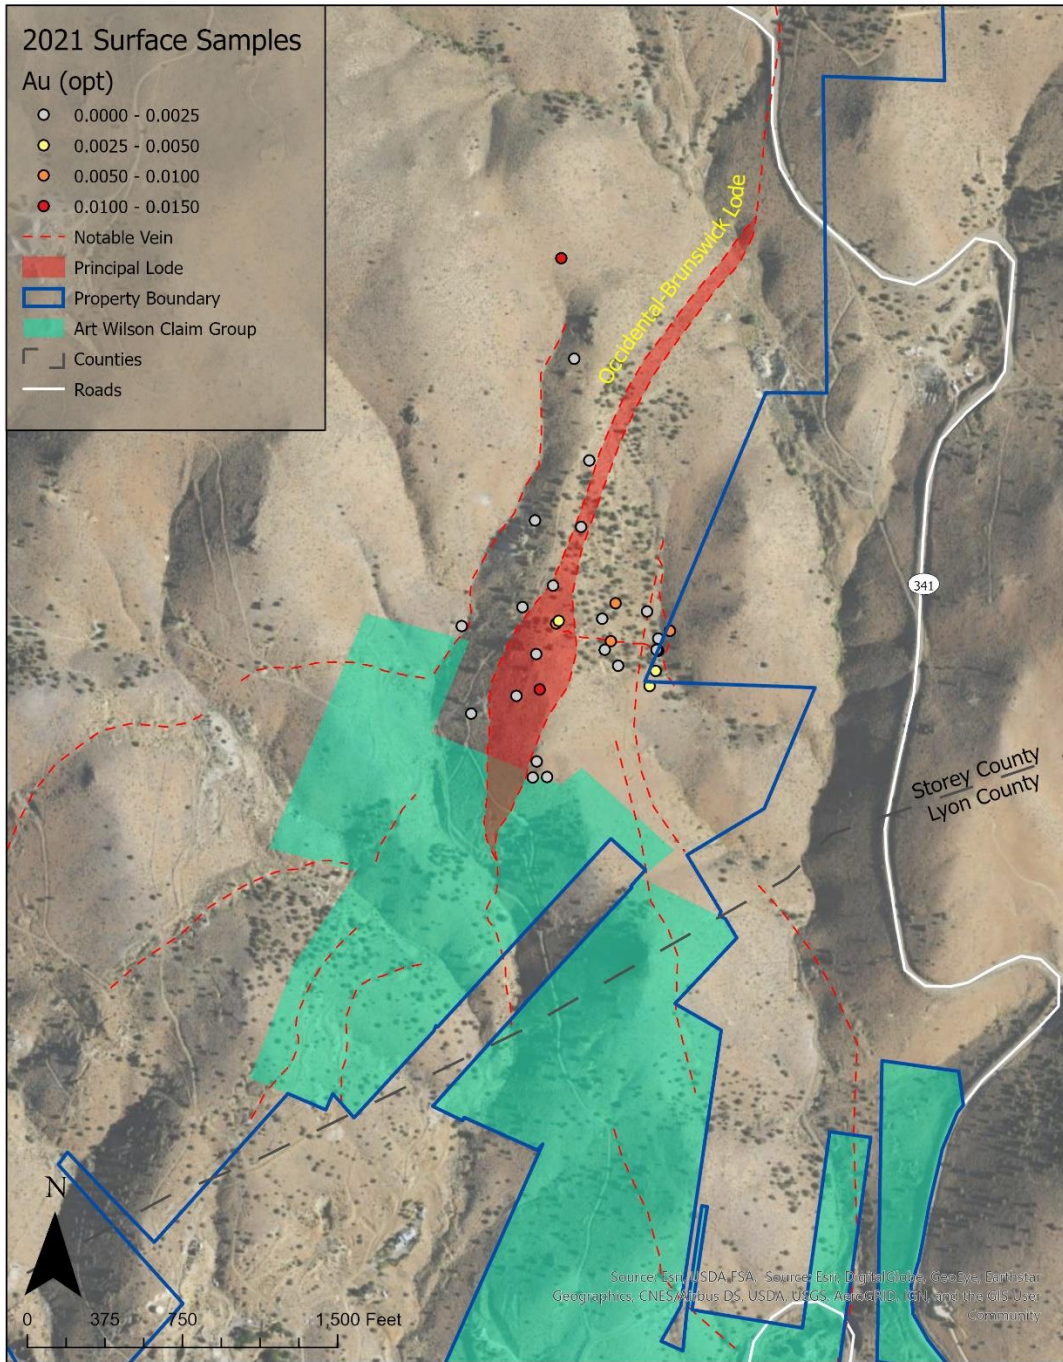 2021 Surface Samples
Au (opt)
0.0000 - 0.0025
0.0025 - 0.0050
0.0050 - 0.0100
0.0100 - 0.0150
Notable Vein
Principal Lode
Property Boundary
Art Wilson Claim Group
Counties
Roads
Occidental-Brunswick Lode
341
Storey County
Lyon County
N
0 375 750 1,500 Feet
Source: Esri, USDA FSA, Source: Esri, DigitalGlobe, GeoEye, Earthstar
Geographics, CNES/Airbus DS, USDA, USGS, AeroGRID, IGN, and the GIS User
Community